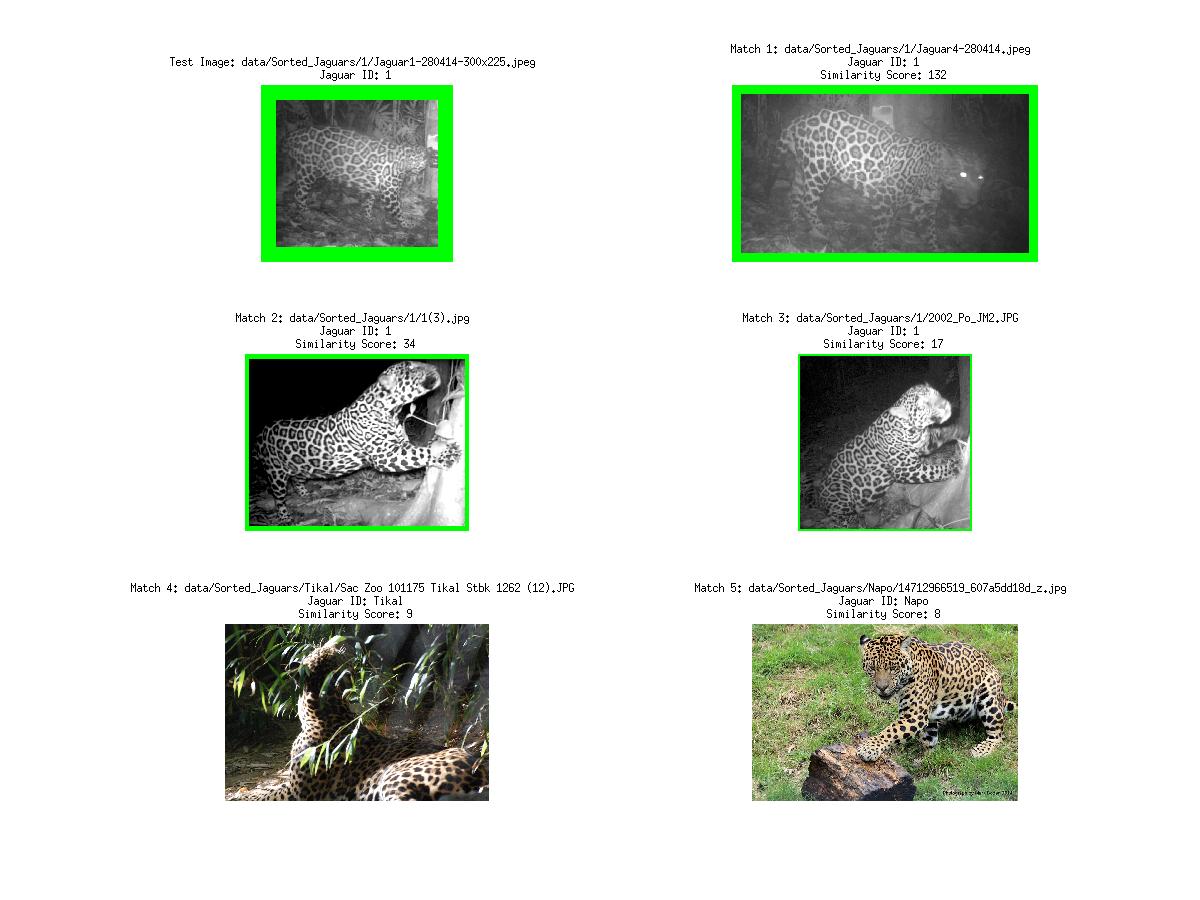 Test Image: data/Sorted_Jaguars/1/Jaguar1-280414-300x225.jpeg
Jaguar ID: 1
Match 1: data/Sorted_Jaguars/1/Jaguar4-280414.jpeg
Jaguar ID: 1
Similarity Score: 132
Match 2: data/Sorted_Jaguars/1/1(3).jpg
Jaguar ID: 1
Similarity Score: 34
Match 3: data/Sorted_Jaguars/1/2002_Po_JM2.JPG
Jaguar ID: 1
Similarity Score: 17
Match 4: data/Sorted_Jaguars/Tikal/Sac Zoo 101175 Tikal Stbk 1262 (12).JPG
Jaguar ID: Tikal
Similarity Score: 9
Match 5: data/Sorted_Jaguars/Napo/14712966519_607a5dd18d_z.jpg
Jaguar ID: Napo
Similarity Score: 8
Photograph by Mark